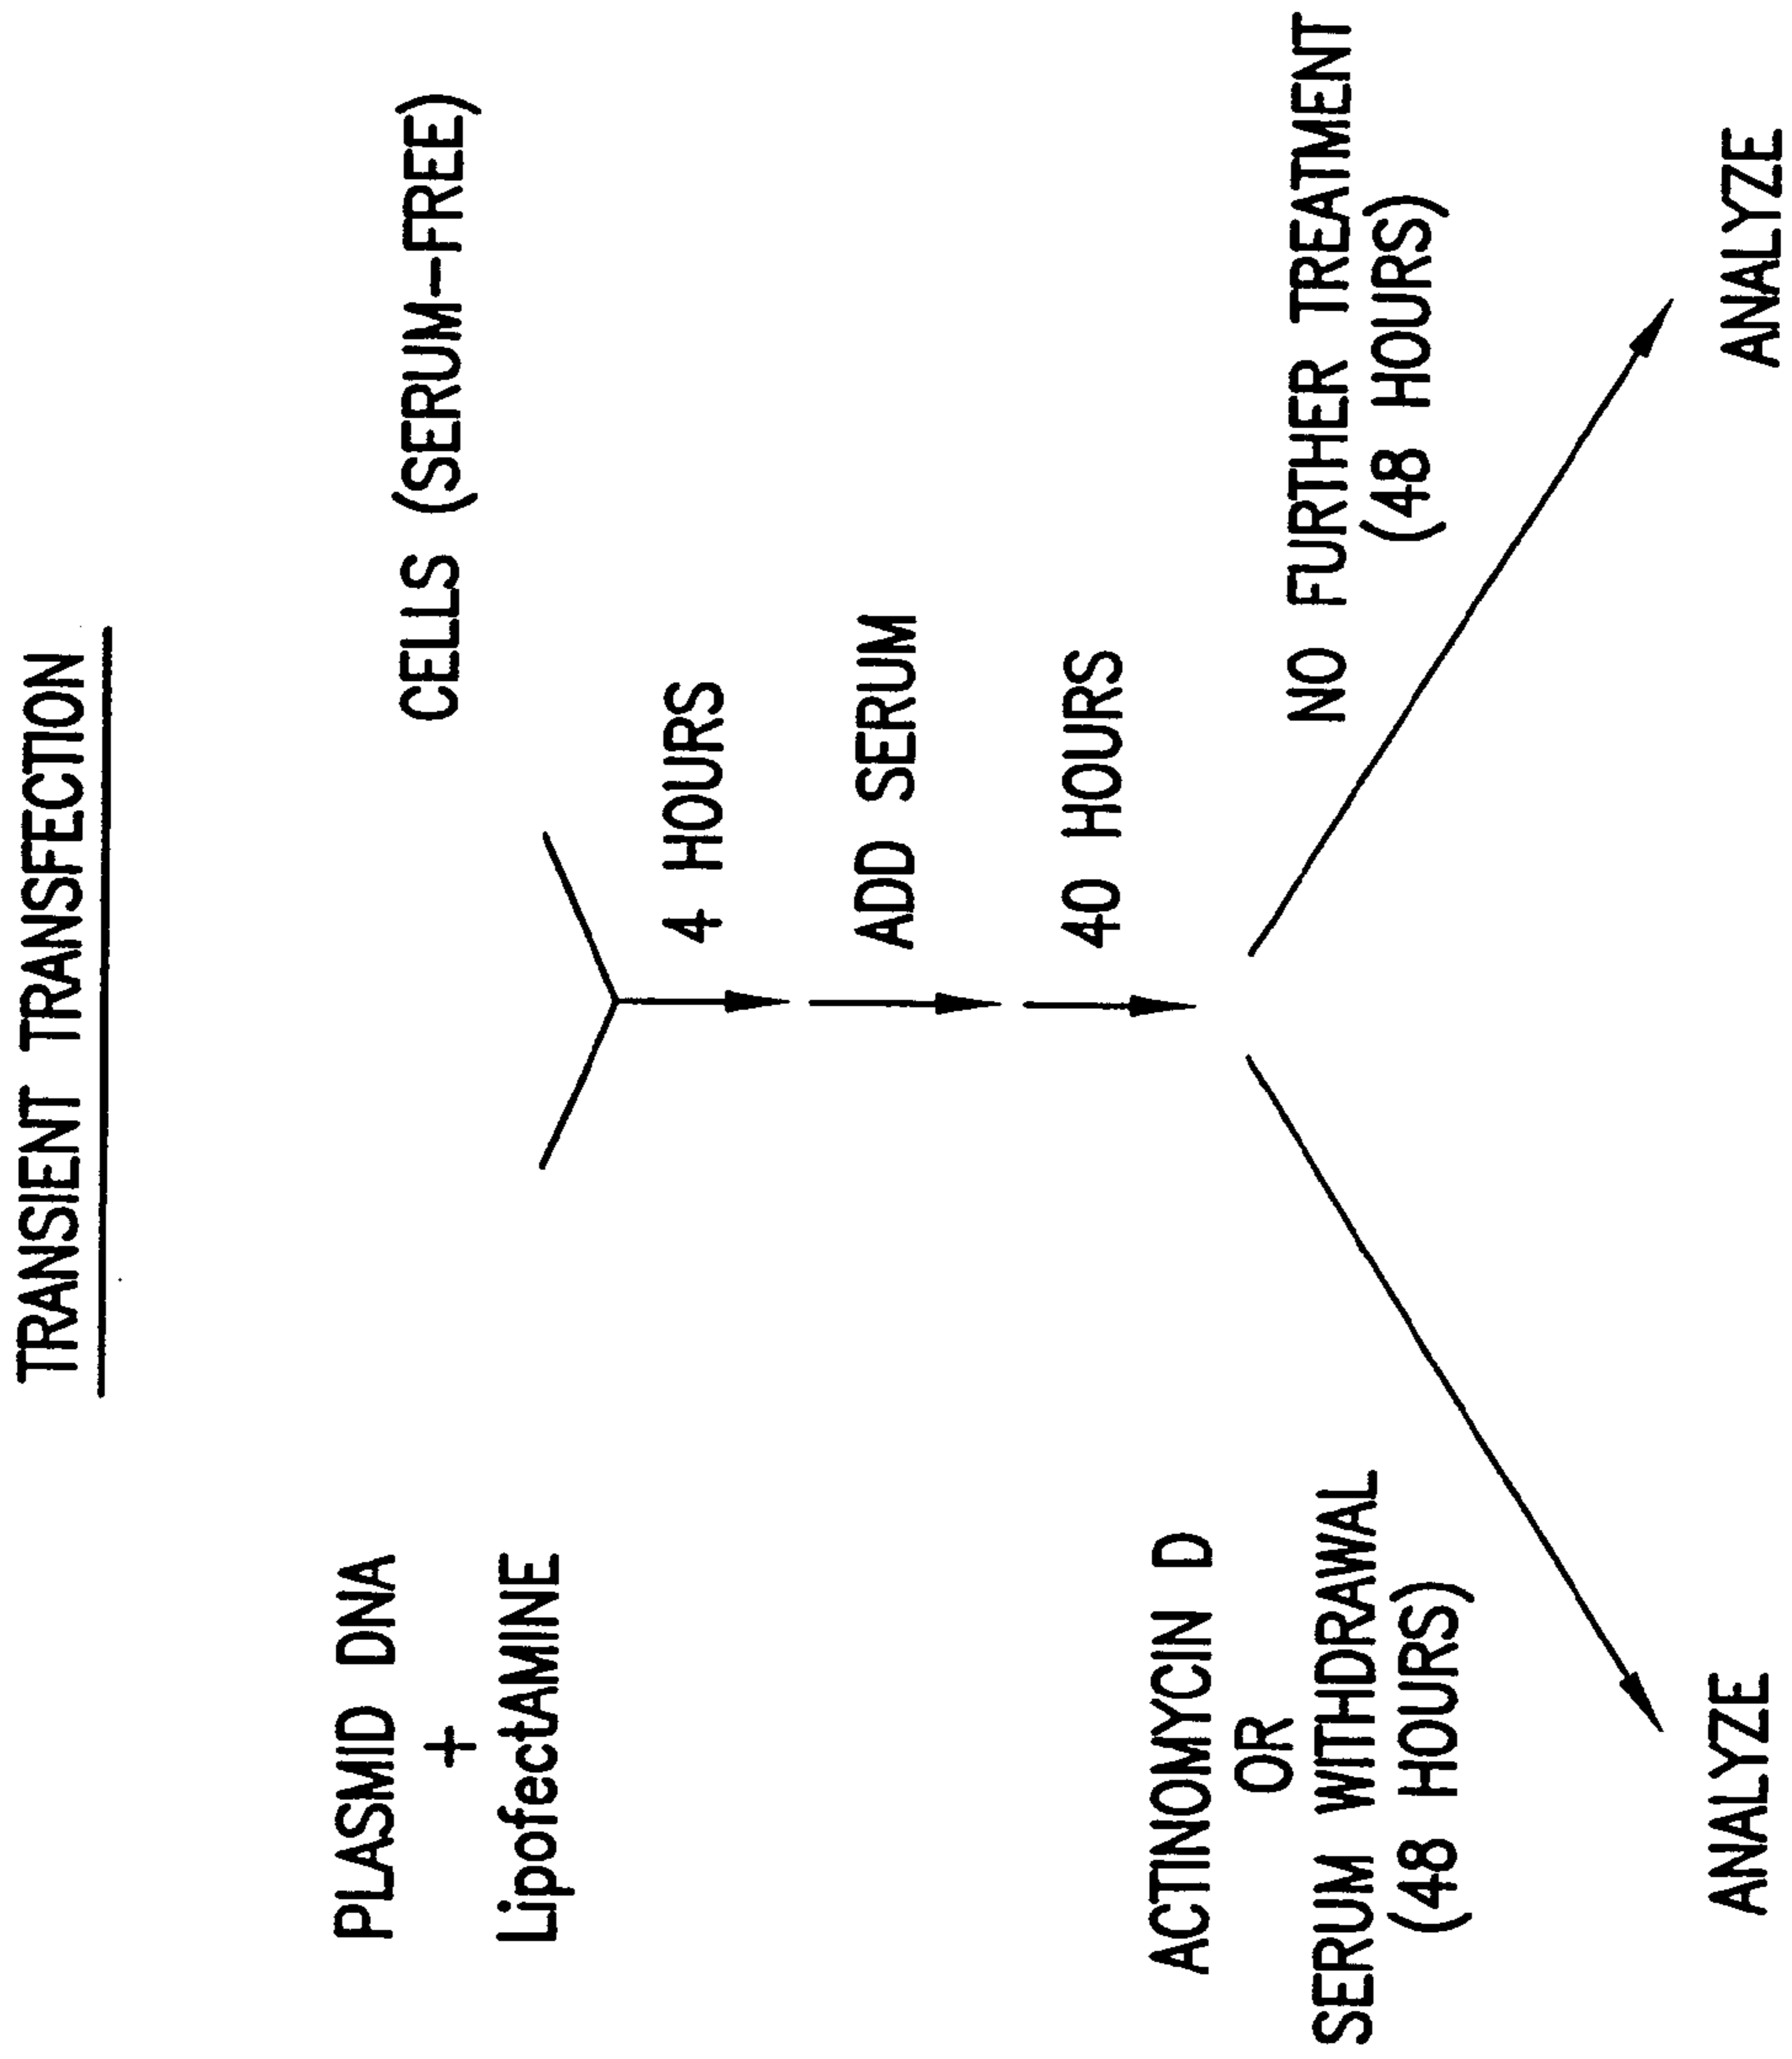 TRANSIENT TRANSFECTION
PLASMID DNA
+
LipofectAMINE
CELLS (SERUM-FREE)
4 HOURS
ADD SERUM
40 HOURS
ACTINOMYCIN D
OR
SERUM WITHDRAWAL
(48 HOURS)
NO FURTHER TREATMENT
(48 HOURS)
ANALYZE
ANALYZE